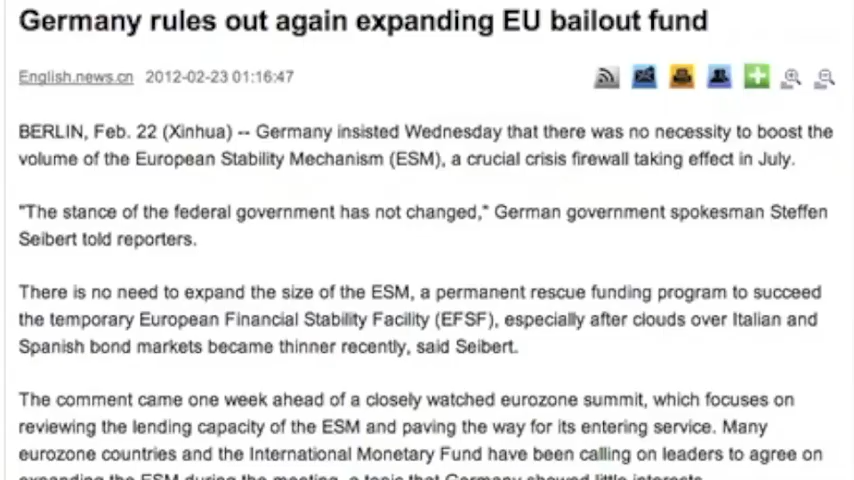 Germany rules out again expanding EU bailout fund
English.news.cn 2012-02-23 01:16:47
BERLIN, Feb. 22 (Xinhua) -- Germany insisted Wednesday that there was no necessity to boost the
volume of the European Stability Mechanism (ESM), a crucial crisis firewall taking effect in July.
"The stance of the federal government has not changed," German government spokesman Steffen
Seibert told reporters.
There is no need to expand the size of the ESM, a permanent rescue funding program to succeed
the temporary European Financial Stability Facility (EFSF), especially after clouds over Italian and
Spanish bond markets became thinner recently, said Seibert.
The comment came one week ahead of a closely watched eurozone summit, which focuses on
reviewing the lending capacity of the ESM and paving the way for its entering service. Many
eurozone countries and the International Monetary Fund have been calling on leaders to agree on
expanding the ESM during the meeting, a topic that Germany showed little interests.